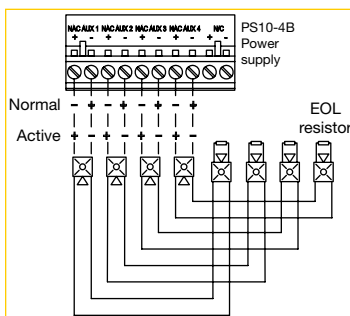 NAC AUX 1 NAC AUX 2 NAC AUX 3 NAC AUX 4 N/C
+ - + - + - + - + -
PS10-4B
Power
supply
Normal - + - + - + - +
Active + - + - + - + -
EOL
resistor